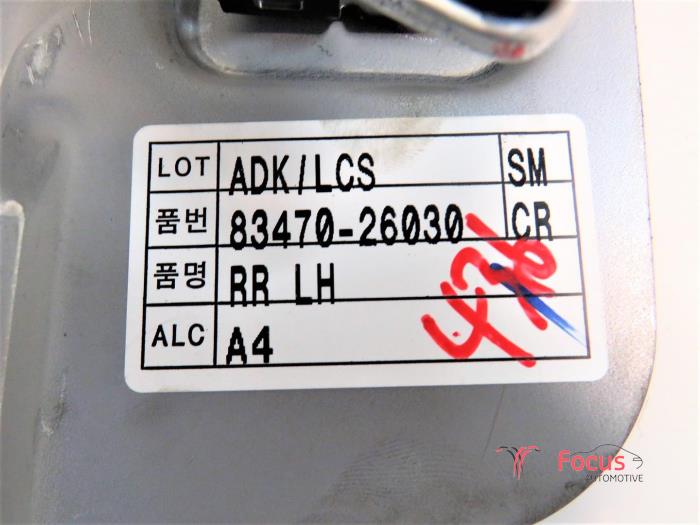 LOT ADK/LCS SM
품번 83470-26030 CR
품명 RR LH
ALC A4
Focus
AUTOMOTIVE